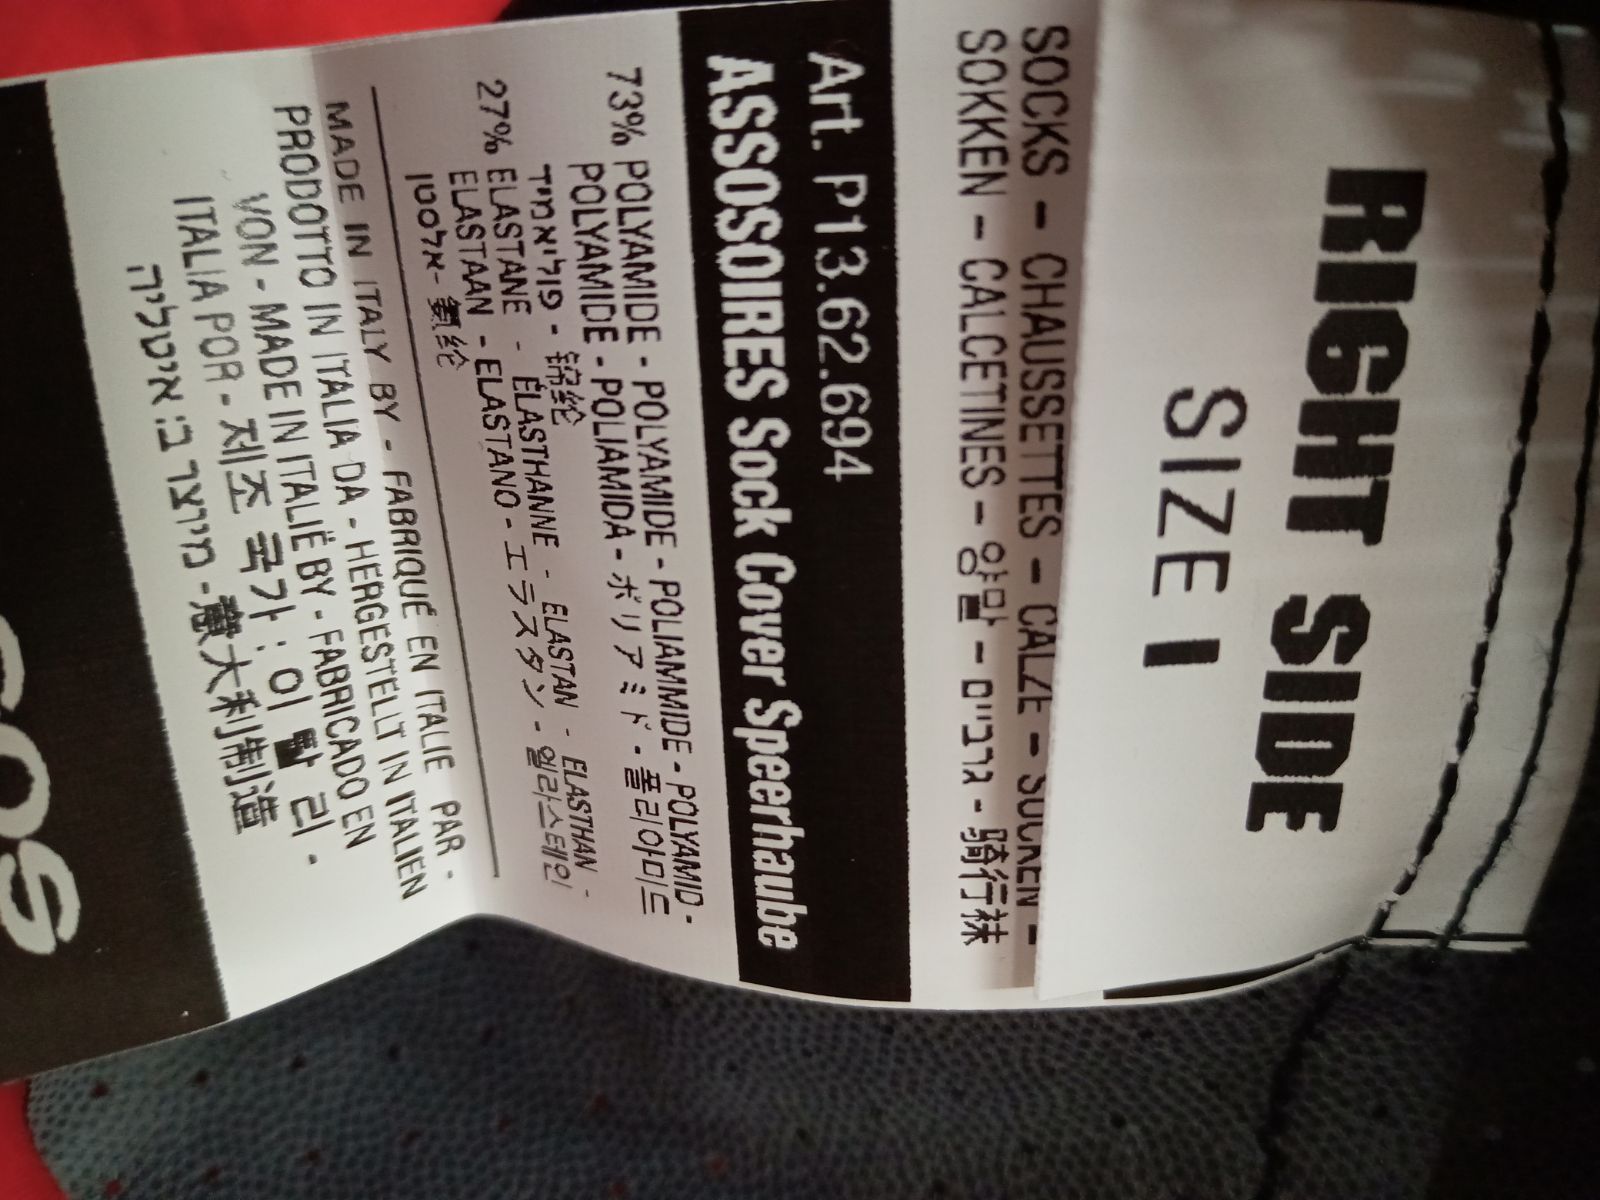 RIGHT SIDE
SIZE I
SOCKS - CHAUSSETTES - CALZE - SOCKEN -
SOKKEN - CALCETINES - 양말 - גרביים - 骑行袜
Art. P13.62.694
ASSOSOIRES Sock Cover Speerhaube
73% POLYAMIDE - POLYAMIDE - POLIAMMIDE - POLYAMID -
POLYAMIDE - POLIAMIDA - ポリアミド - 폴리아미드
פוליאמיד - 锦纶
27% ELASTANE - ÉLASTHANNE - ELASTAN - ELASTHAN -
ELASTAAN - ELASTANO - エラスタン - 엘라스테인
אלסטן - 氨纶
MADE IN ITALY BY - FABRIQUÉ EN ITALIE PAR -
PRODOTTO IN ITALIA DA - HERGESTELLT IN ITALIEN
VON - MADE IN ITALIË BY - FABRICADO EN
ITALIA POR - 제조 국가 : 이 탈 리 -
מיוצר ב: איטליה - 意大利制造
cos